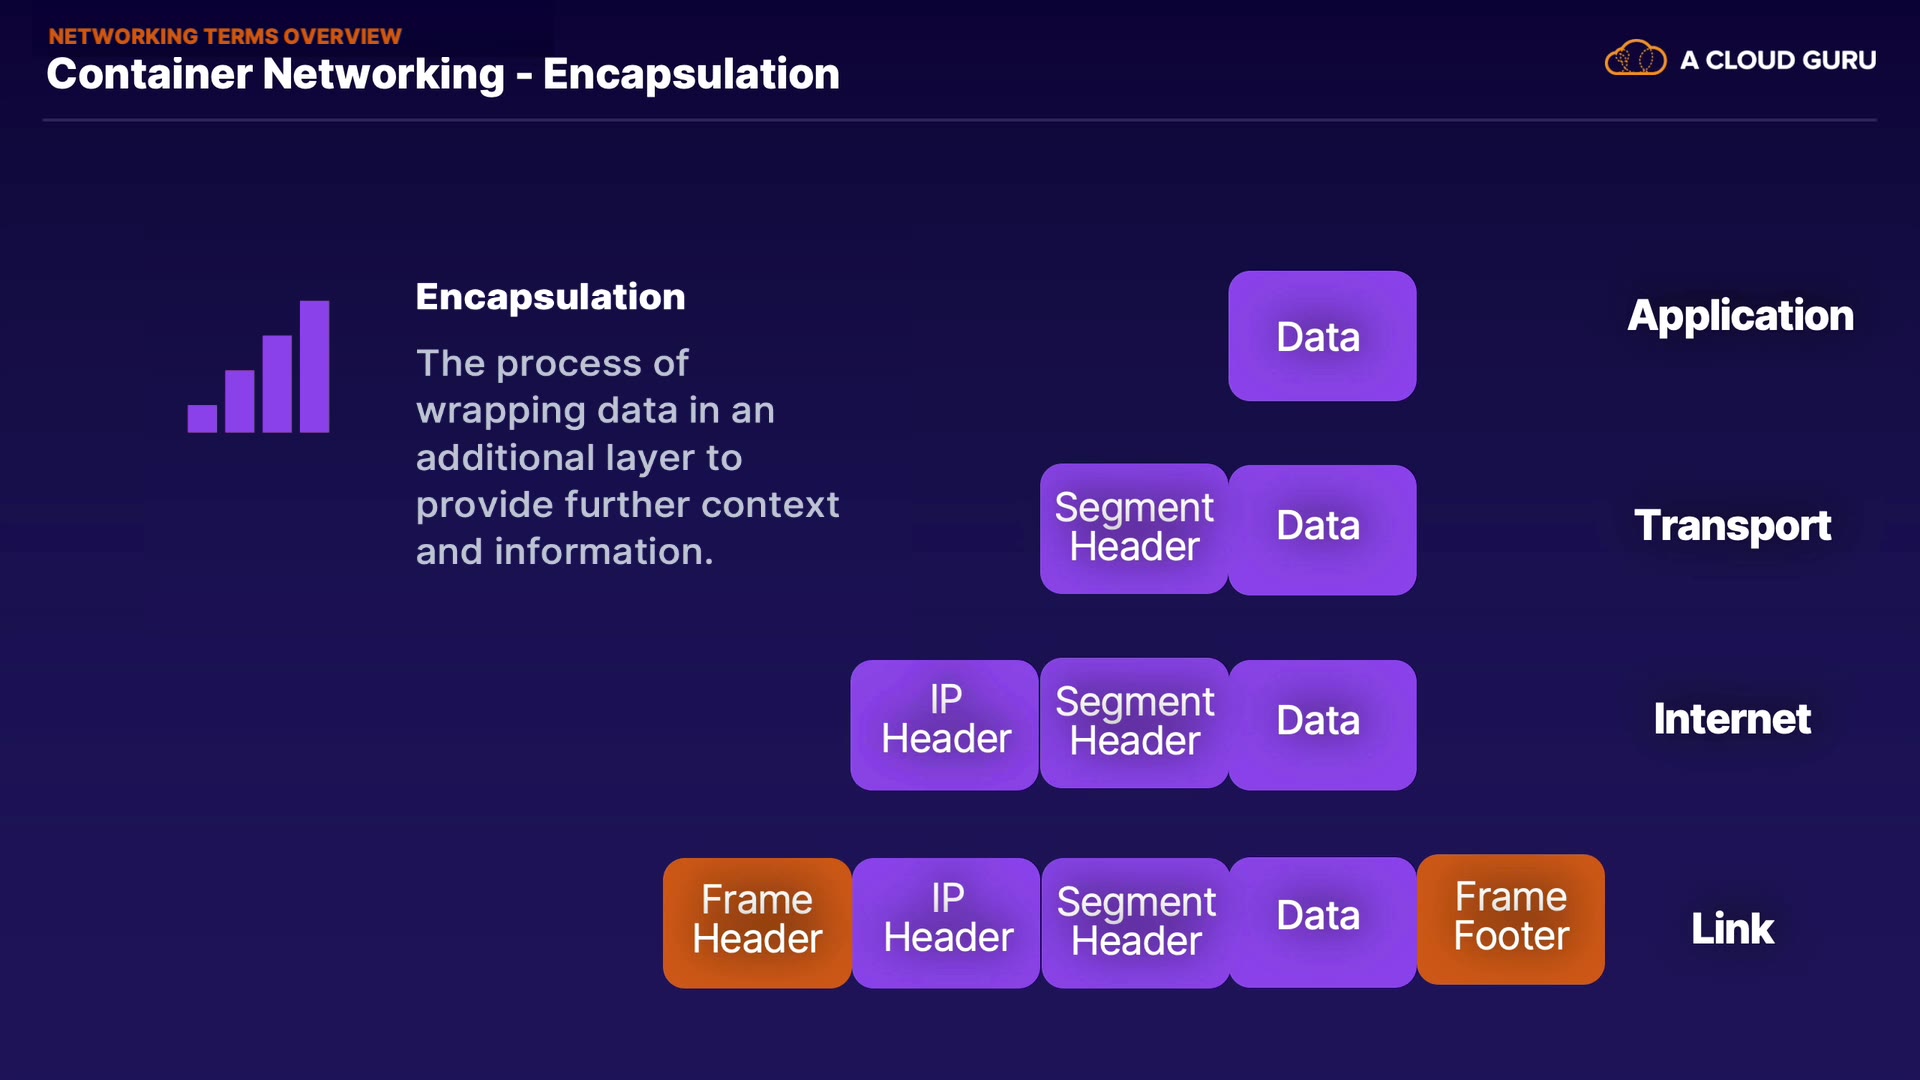 NETWORKING TERMS OVERVIEW
Container Networking - Encapsulation
A CLOUD GURU
Encapsulation
The process of
wrapping data in an
additional layer to
provide further context
and information.
Data
Application
Segment
Header
Data
Transport
IP
Header
Segment
Header
Data
Internet
Frame
Header
IP
Header
Segment
Header
Data
Frame
Footer
Link